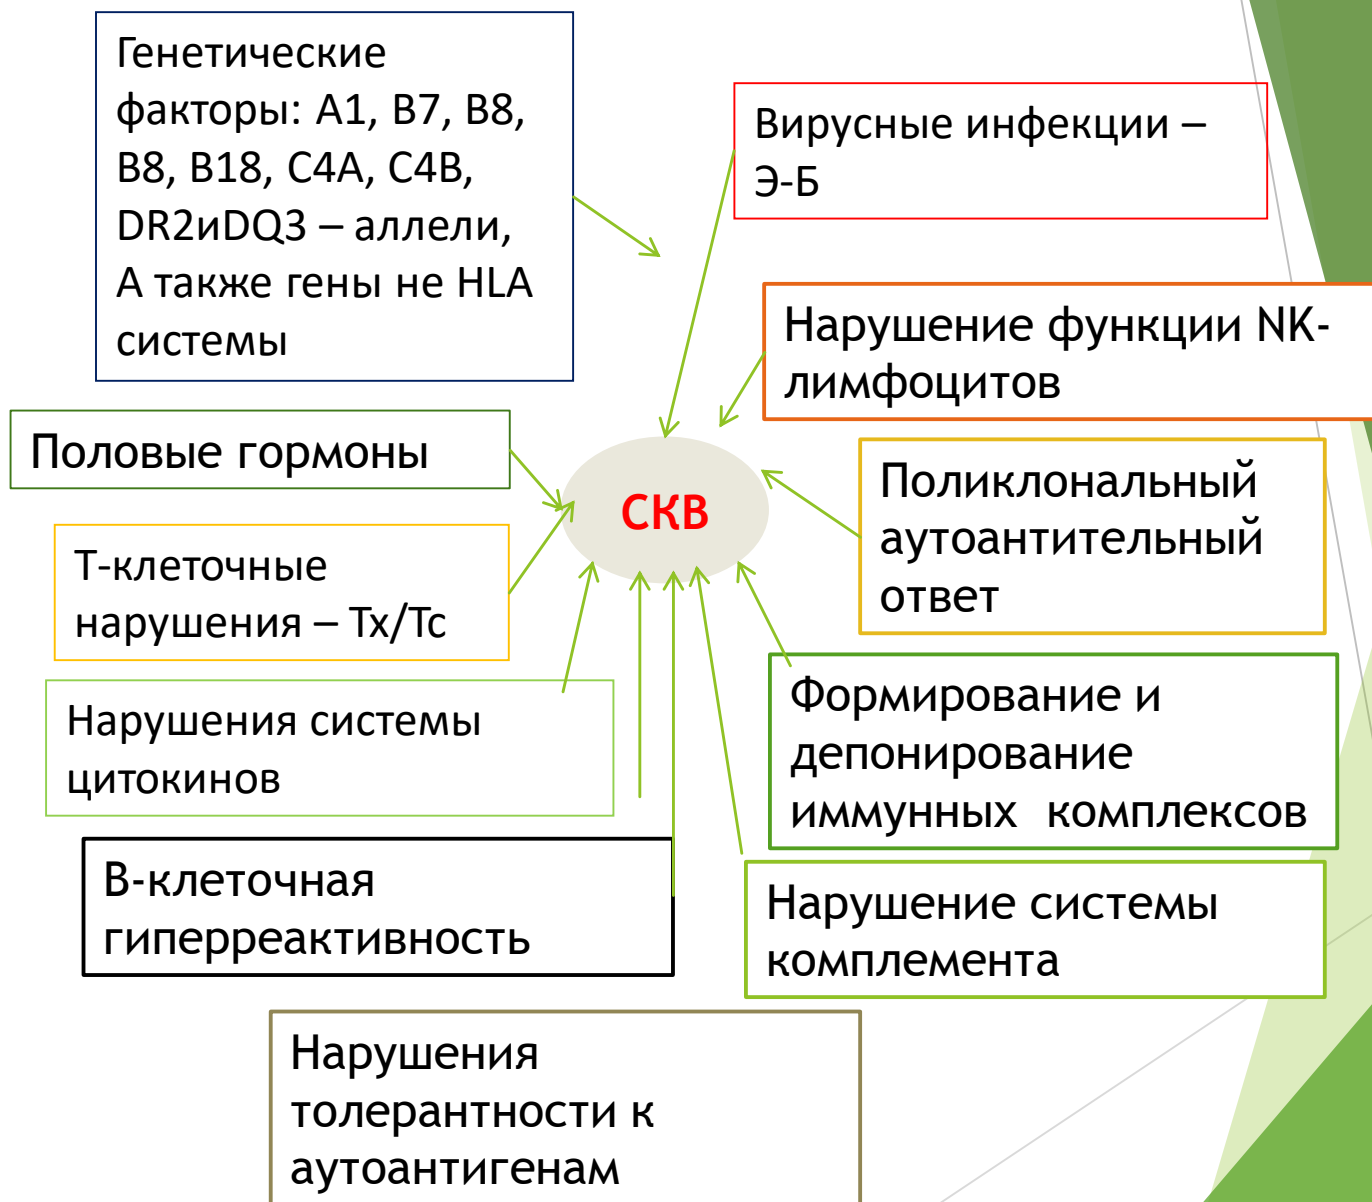 Генетические
факторы: А1, В7, В8,
В8, В18, С4А, С4В,
DR2иDQ3 – аллели,
А также гены не HLA
системы
Вирусные инфекции –
Э-Б
Нарушение функции NK-
лимфоцитов
Половые гормоны
СКВ
Поликлональный
аутоантительный
ответ
Т-клеточные
нарушения – Тх/Тс
Формирование и
депонирование
иммунных комплексов
Нарушения системы
цитокинов
В-клеточная
гиперреактивность
Нарушение системы
комплемента
Нарушения
толерантности к
аутоантигенам